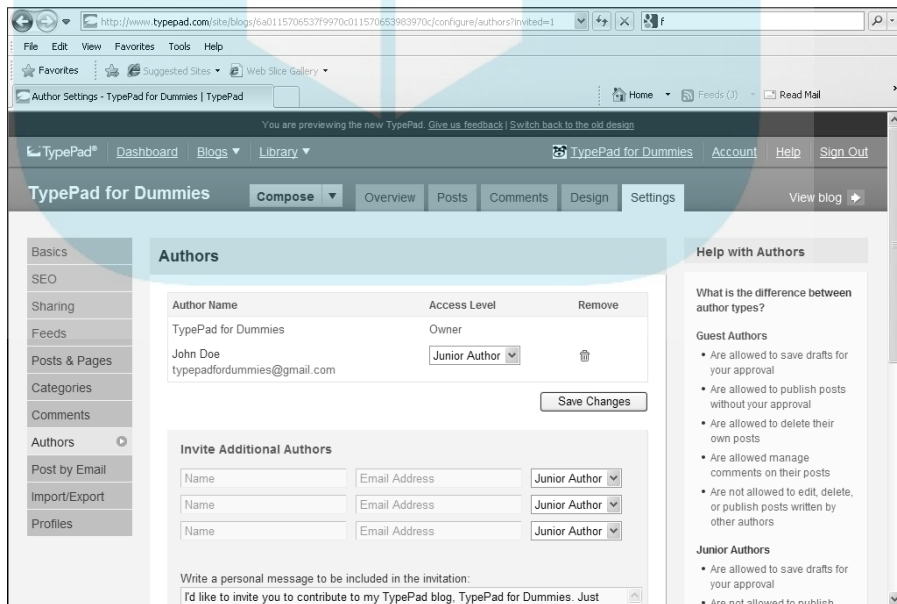 http://www.typepad.com/site/blogs/6a0115706537f9970c011570653983970c/configure/authors?invited=1
f
File Edit View Favorites Tools Help
Favorites Suggested Sites Web Slice Gallery
Author Settings - TypePad for Dummies | TypePad
Home Feeds (J) Read Mail
You are previewing the new TypePad. Give us feedback | Switch back to the old design
TypePad® Dashboard Blogs Library TypePad for Dummies Account Help Sign Out
TypePad for Dummies Compose Overview Posts Comments Design Settings View blog
Basics
SEO
Sharing
Feeds
Posts & Pages
Categories
Comments
Authors
Post by Email
Import/Export
Profiles
Authors
Author Name Access Level Remove
TypePad for Dummies Owner
John Doe Junior Author
typepadfordummies@gmail.com
Save Changes
Invite Additional Authors
Name Email Address Junior Author
Name Email Address Junior Author
Name Email Address Junior Author
Write a personal message to be included in the invitation:
I'd like to invite you to contribute to my TypePad blog, TypePad for Dummies. Just
Help with Authors
What is the difference between
author types?
Guest Authors
• Are allowed to save drafts for
your approval
• Are allowed to publish posts
without your approval
• Are allowed to delete their
own posts
• Are allowed manage
comments on their posts
• Are not allowed to edit, delete,
or publish posts written by
other authors
Junior Authors
• Are allowed to save drafts for
your approval
• Are not allowed to publish